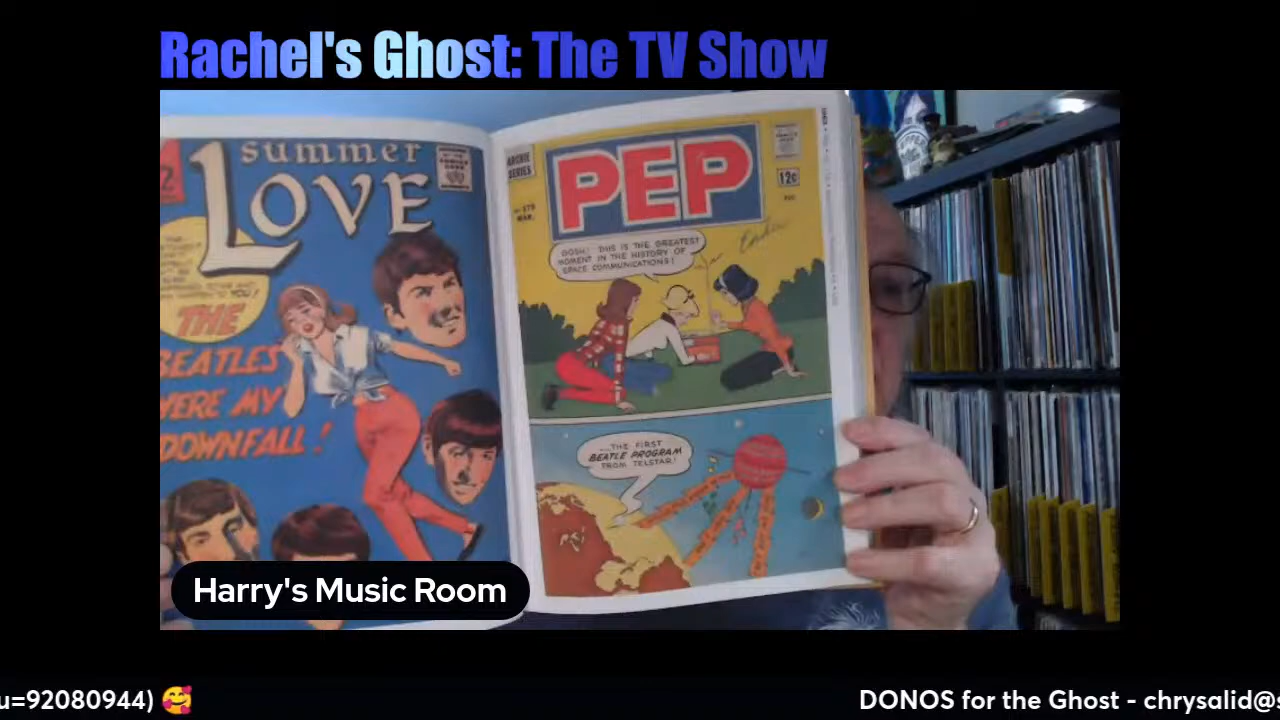 Rachel's Ghost: The TV Show
summer
LOVE
THE
BEATLES
WERE MY
DOWNFALL!
ARCHIE
SERIES
PEP
12¢
MAR.
GOSH! THIS IS THE GREATEST
MOMENT IN THE HISTORY OF
SPACE COMMUNICATIONS!
...THE FIRST
BEATLE PROGRAM
FROM TELSTAR!
Harry's Music Room
u=92080944) 🥰
DONOS for the Ghost - chrysalid@s